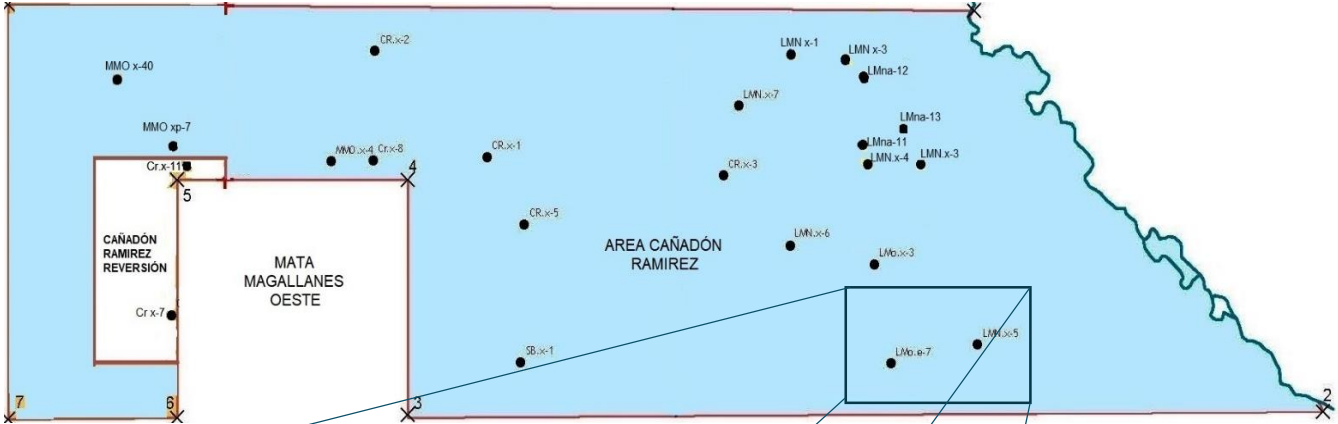 CR.x-2
LMN x-1
LMN x-3
MMO x-40
LMna-12
LMN.x-7
LMna-13
MMO xp-7
LMna-11
CR.x-1
MMO.x-4
Cr.x-8
Cr.x-11
LMN.x-4
LMN.x-3
CR.x-3
4
5
CR.x-5
CAÑADÓN
RAMIREZ
REVERSIÓN
MATA
MAGALLANES
OESTE
AREA CAÑADÓN
RAMIREZ
LMN.x-6
LMo.x-3
Cr x-7
SB.x-1
LMN.x-5
LMo.e-7
7
6
3
2